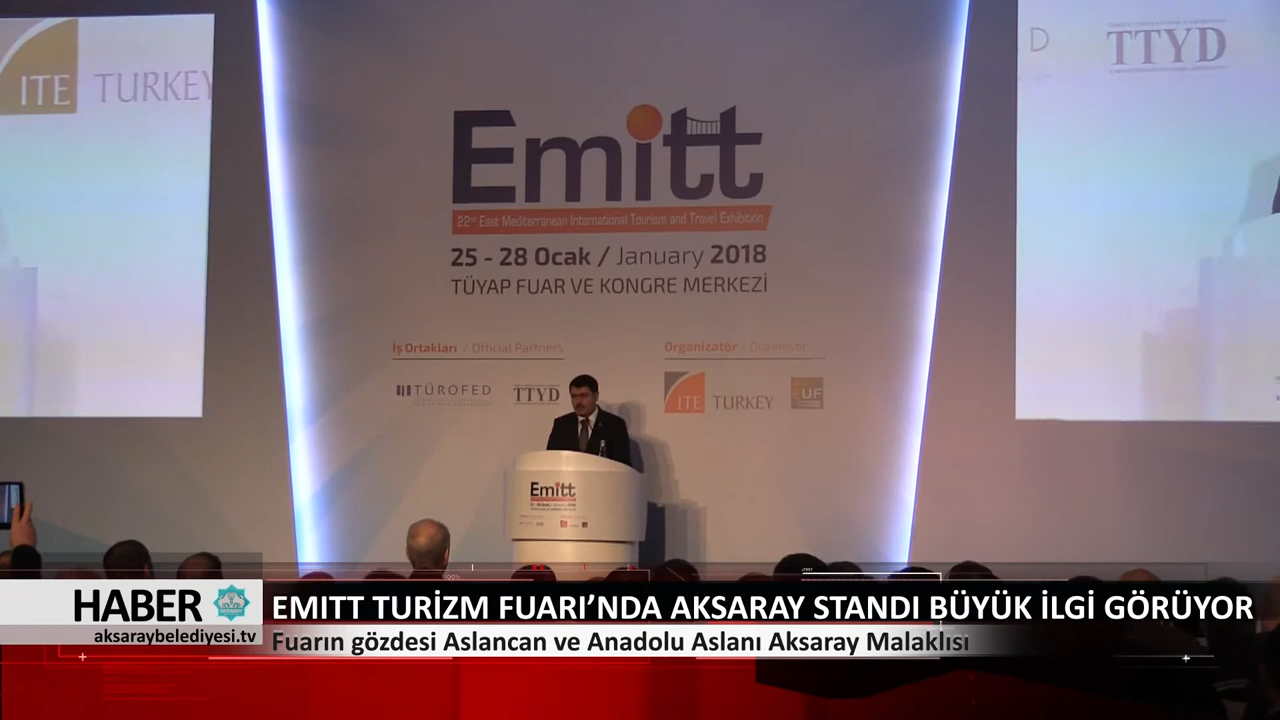 ITE TURKEY
D
TTYD
Emitt
22nd East Mediterranean International Tourism and Travel Exhibition
25 - 28 Ocak / January 2018
TÜYAP FUAR VE KONGRE MERKEZİ
İş Ortakları / Official Partners
Organizatör / Organiser
TÜROFED
TTYD
ITE TURKEY
UF
Emitt
HABER
aksaraybelediyesi.tv
EMITT TURİZM FUARI’NDA AKSARAY STANDI BÜYÜK İLGİ GÖRÜYOR
Fuarın gözdesi Aslancan ve Anadolu Aslanı Aksaray Malaklısı